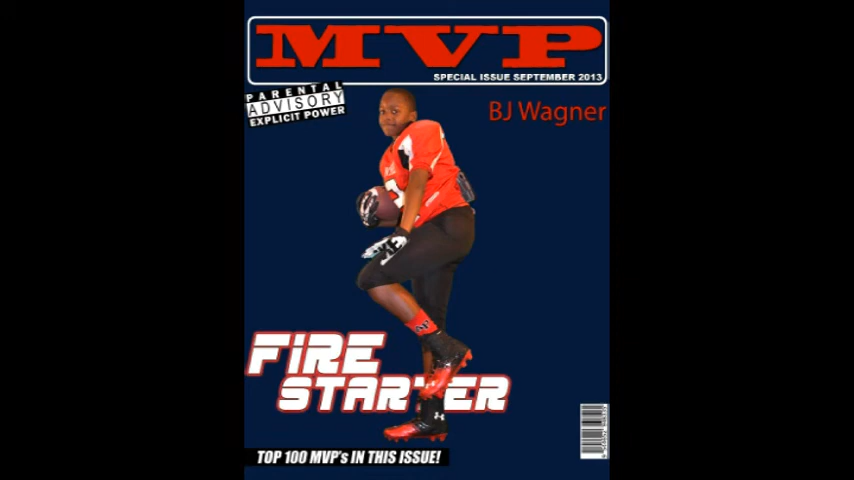 MVP
SPECIAL ISSUE SEPTEMBER 2013
PARENTAL
ADVISORY
EXPLICIT POWER
BJ Wagner
FIRE
STARTER
TOP 100 MVP's IN THIS ISSUE!